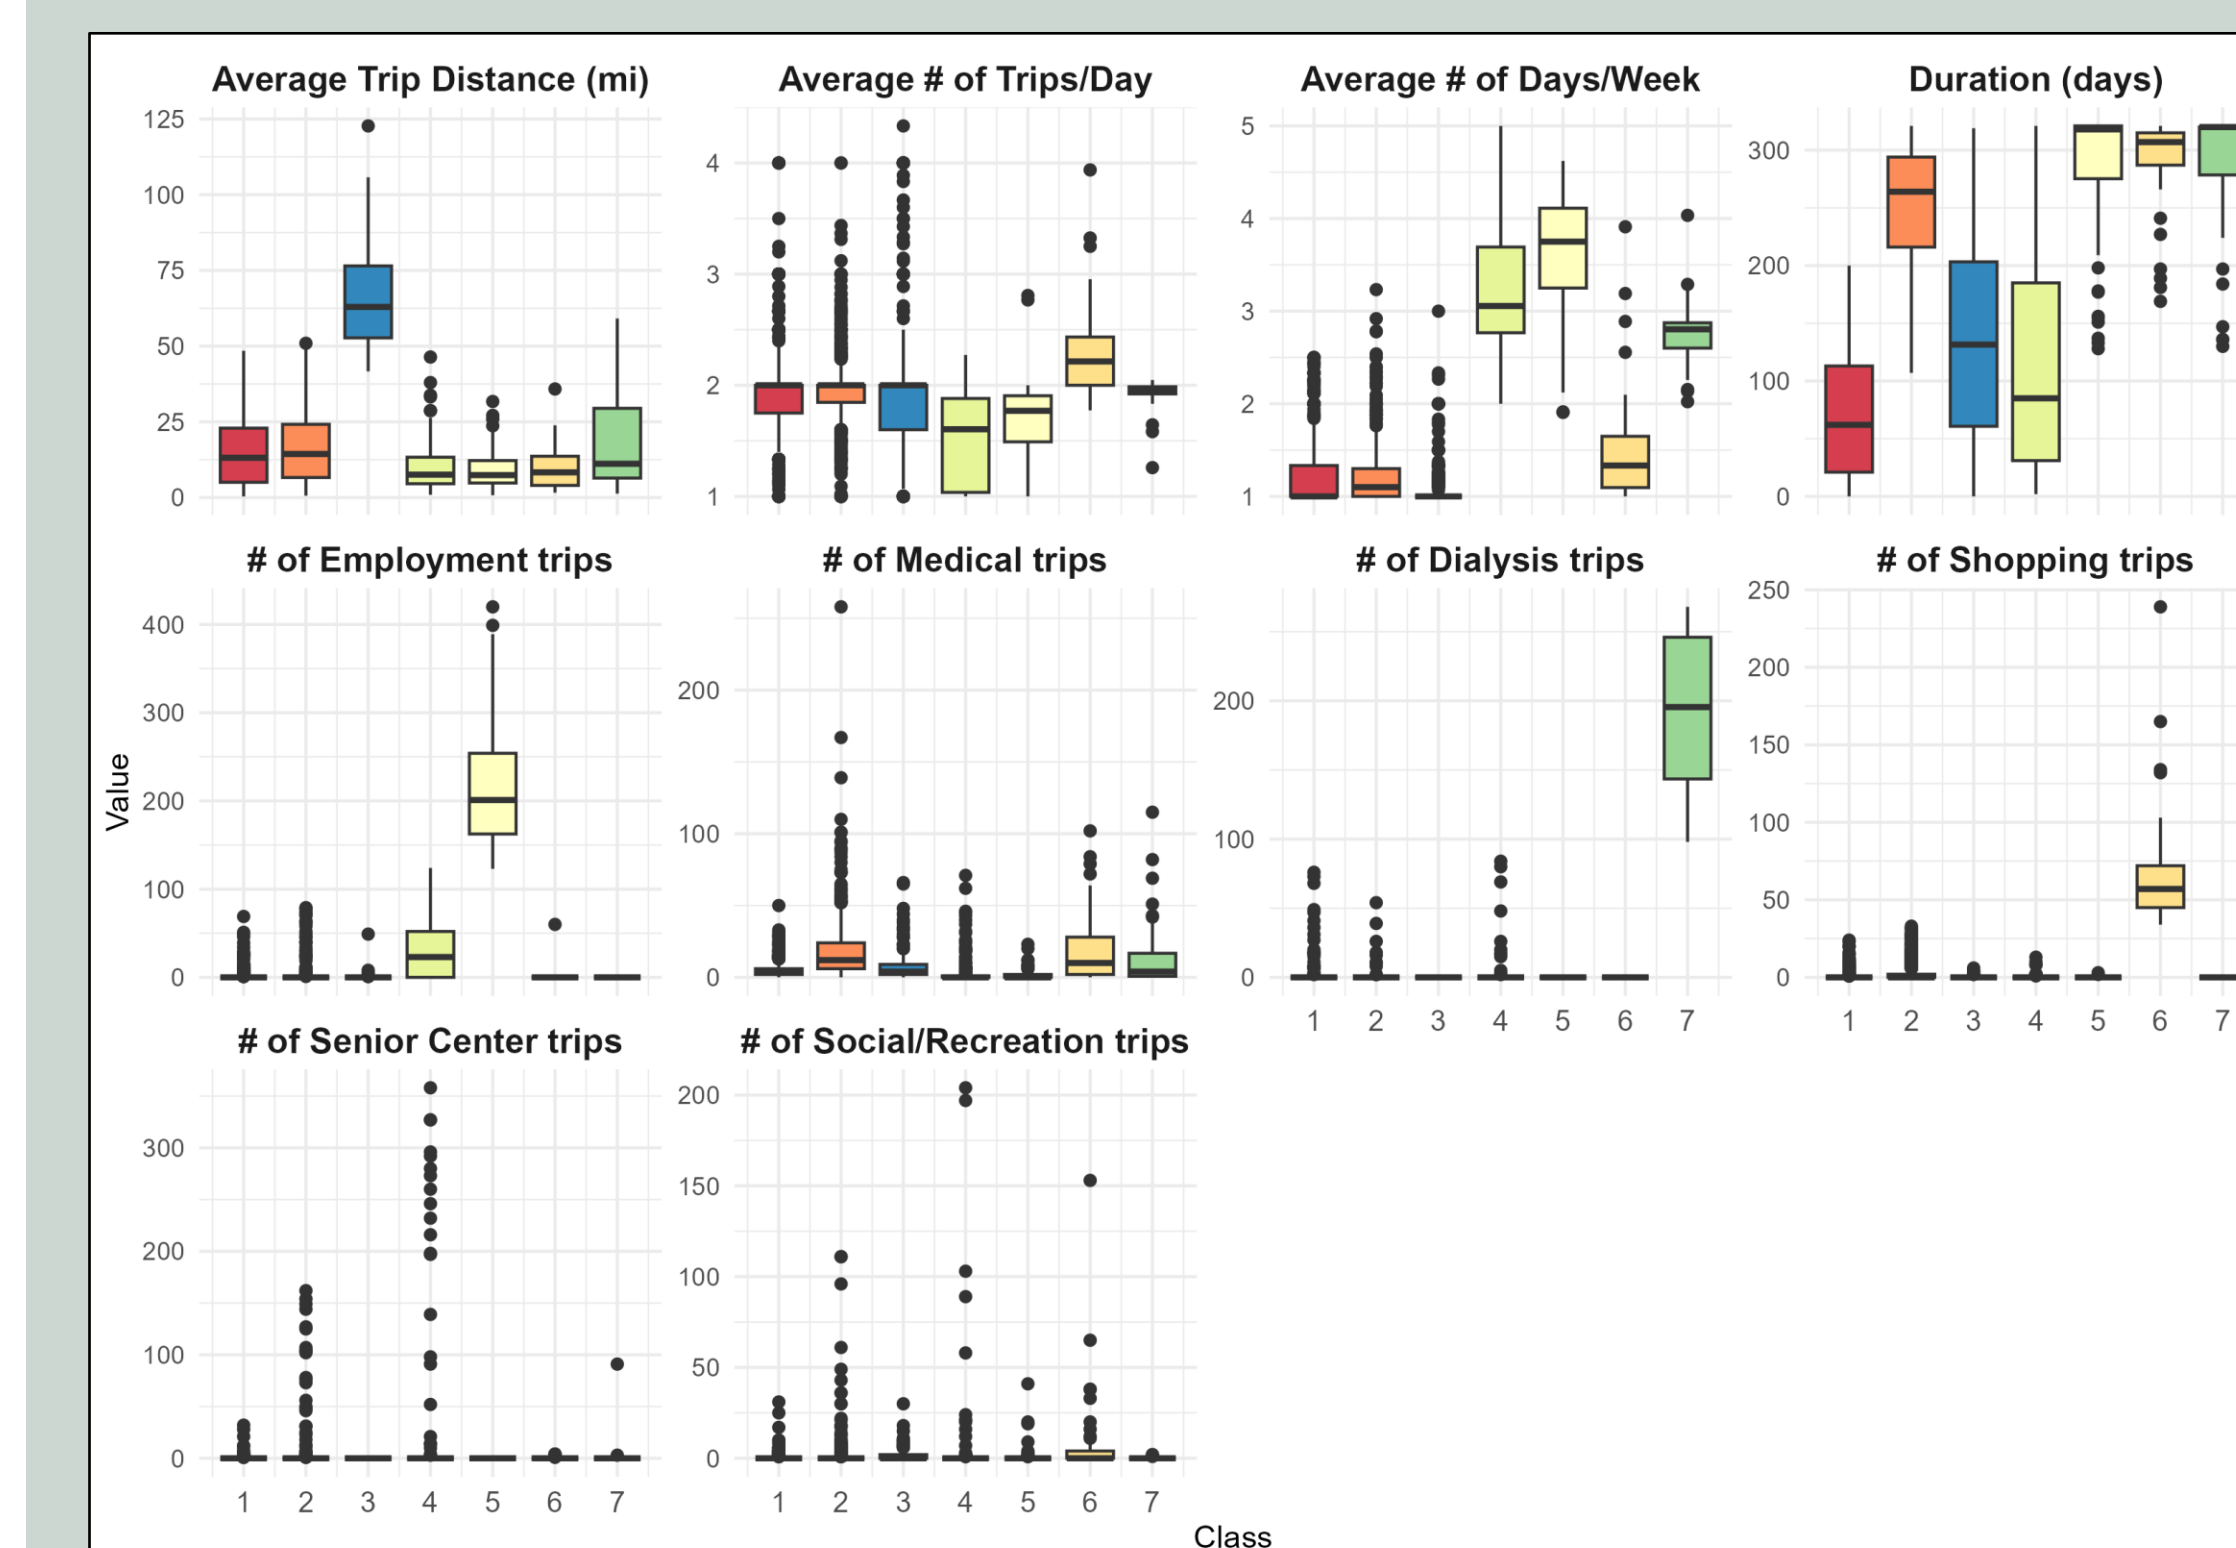 Average Trip Distance (mi)
Average # of Trips/Day
Average # of Days/Week
Duration (days)
125
100
75
50
25
0
4
3
2
1
5
4
3
2
1
300
200
100
0
# of Employment trips
# of Medical trips
# of Dialysis trips
# of Shopping trips
400
300
200
100
0
200
100
0
200
100
0
250
200
150
100
50
0
1 2 3 4 5 6 7
1 2 3 4 5 6 7
Value
# of Senior Center trips
# of Social/Recreation trips
300
200
100
0
200
150
100
50
0
1 2 3 4 5 6 7
1 2 3 4 5 6 7
Class